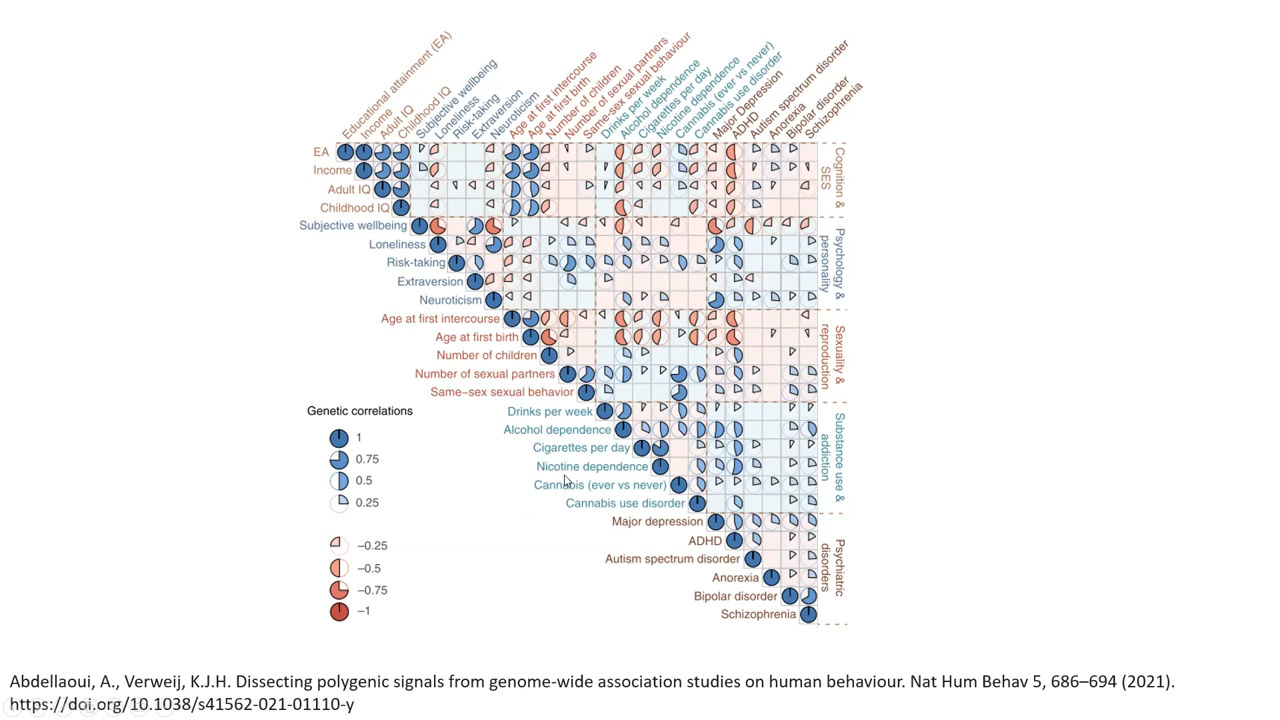 Educational attainment (EA)
Income
Adult IQ
Childhood IQ
Subjective wellbeing
Loneliness
Risk-taking
Extraversion
Neuroticism
Age at first intercourse
Age at first birth
Number of children
Number of sexual partners
Same-sex sexual behaviour
Drinks per week
Alcohol dependence
Cigarettes per day
Nicotine dependence
Cannabis (ever vs never)
Cannabis use disorder
Major Depression
ADHD
Autism spectrum disorder
Anorexia
Bipolar disorder
Schizophrenia
EA
Income
Adult IQ
Childhood IQ
Subjective wellbeing
Loneliness
Risk-taking
Extraversion
Neuroticism
Age at first intercourse
Age at first birth
Number of children
Number of sexual partners
Same−sex sexual behavior
Drinks per week
Alcohol dependence
Cigarettes per day
Nicotine dependence
Cannabis (ever vs never)
Cannabis use disorder
Major depression
ADHD
Autism spectrum disorder
Anorexia
Bipolar disorder
Schizophrenia
Cognition &
SES
Psychology &
personality
Sexuality &
reproduction
Substance use &
addiction
Psychiatric
disorders
Genetic correlations
1
0.75
0.5
0.25
−0.25
−0.5
−0.75
−1
Abdellaoui, A., Verweij, K.J.H. Dissecting polygenic signals from genome-wide association studies on human behaviour. Nat Hum Behav 5, 686–694 (2021).
https://doi.org/10.1038/s41562-021-01110-y